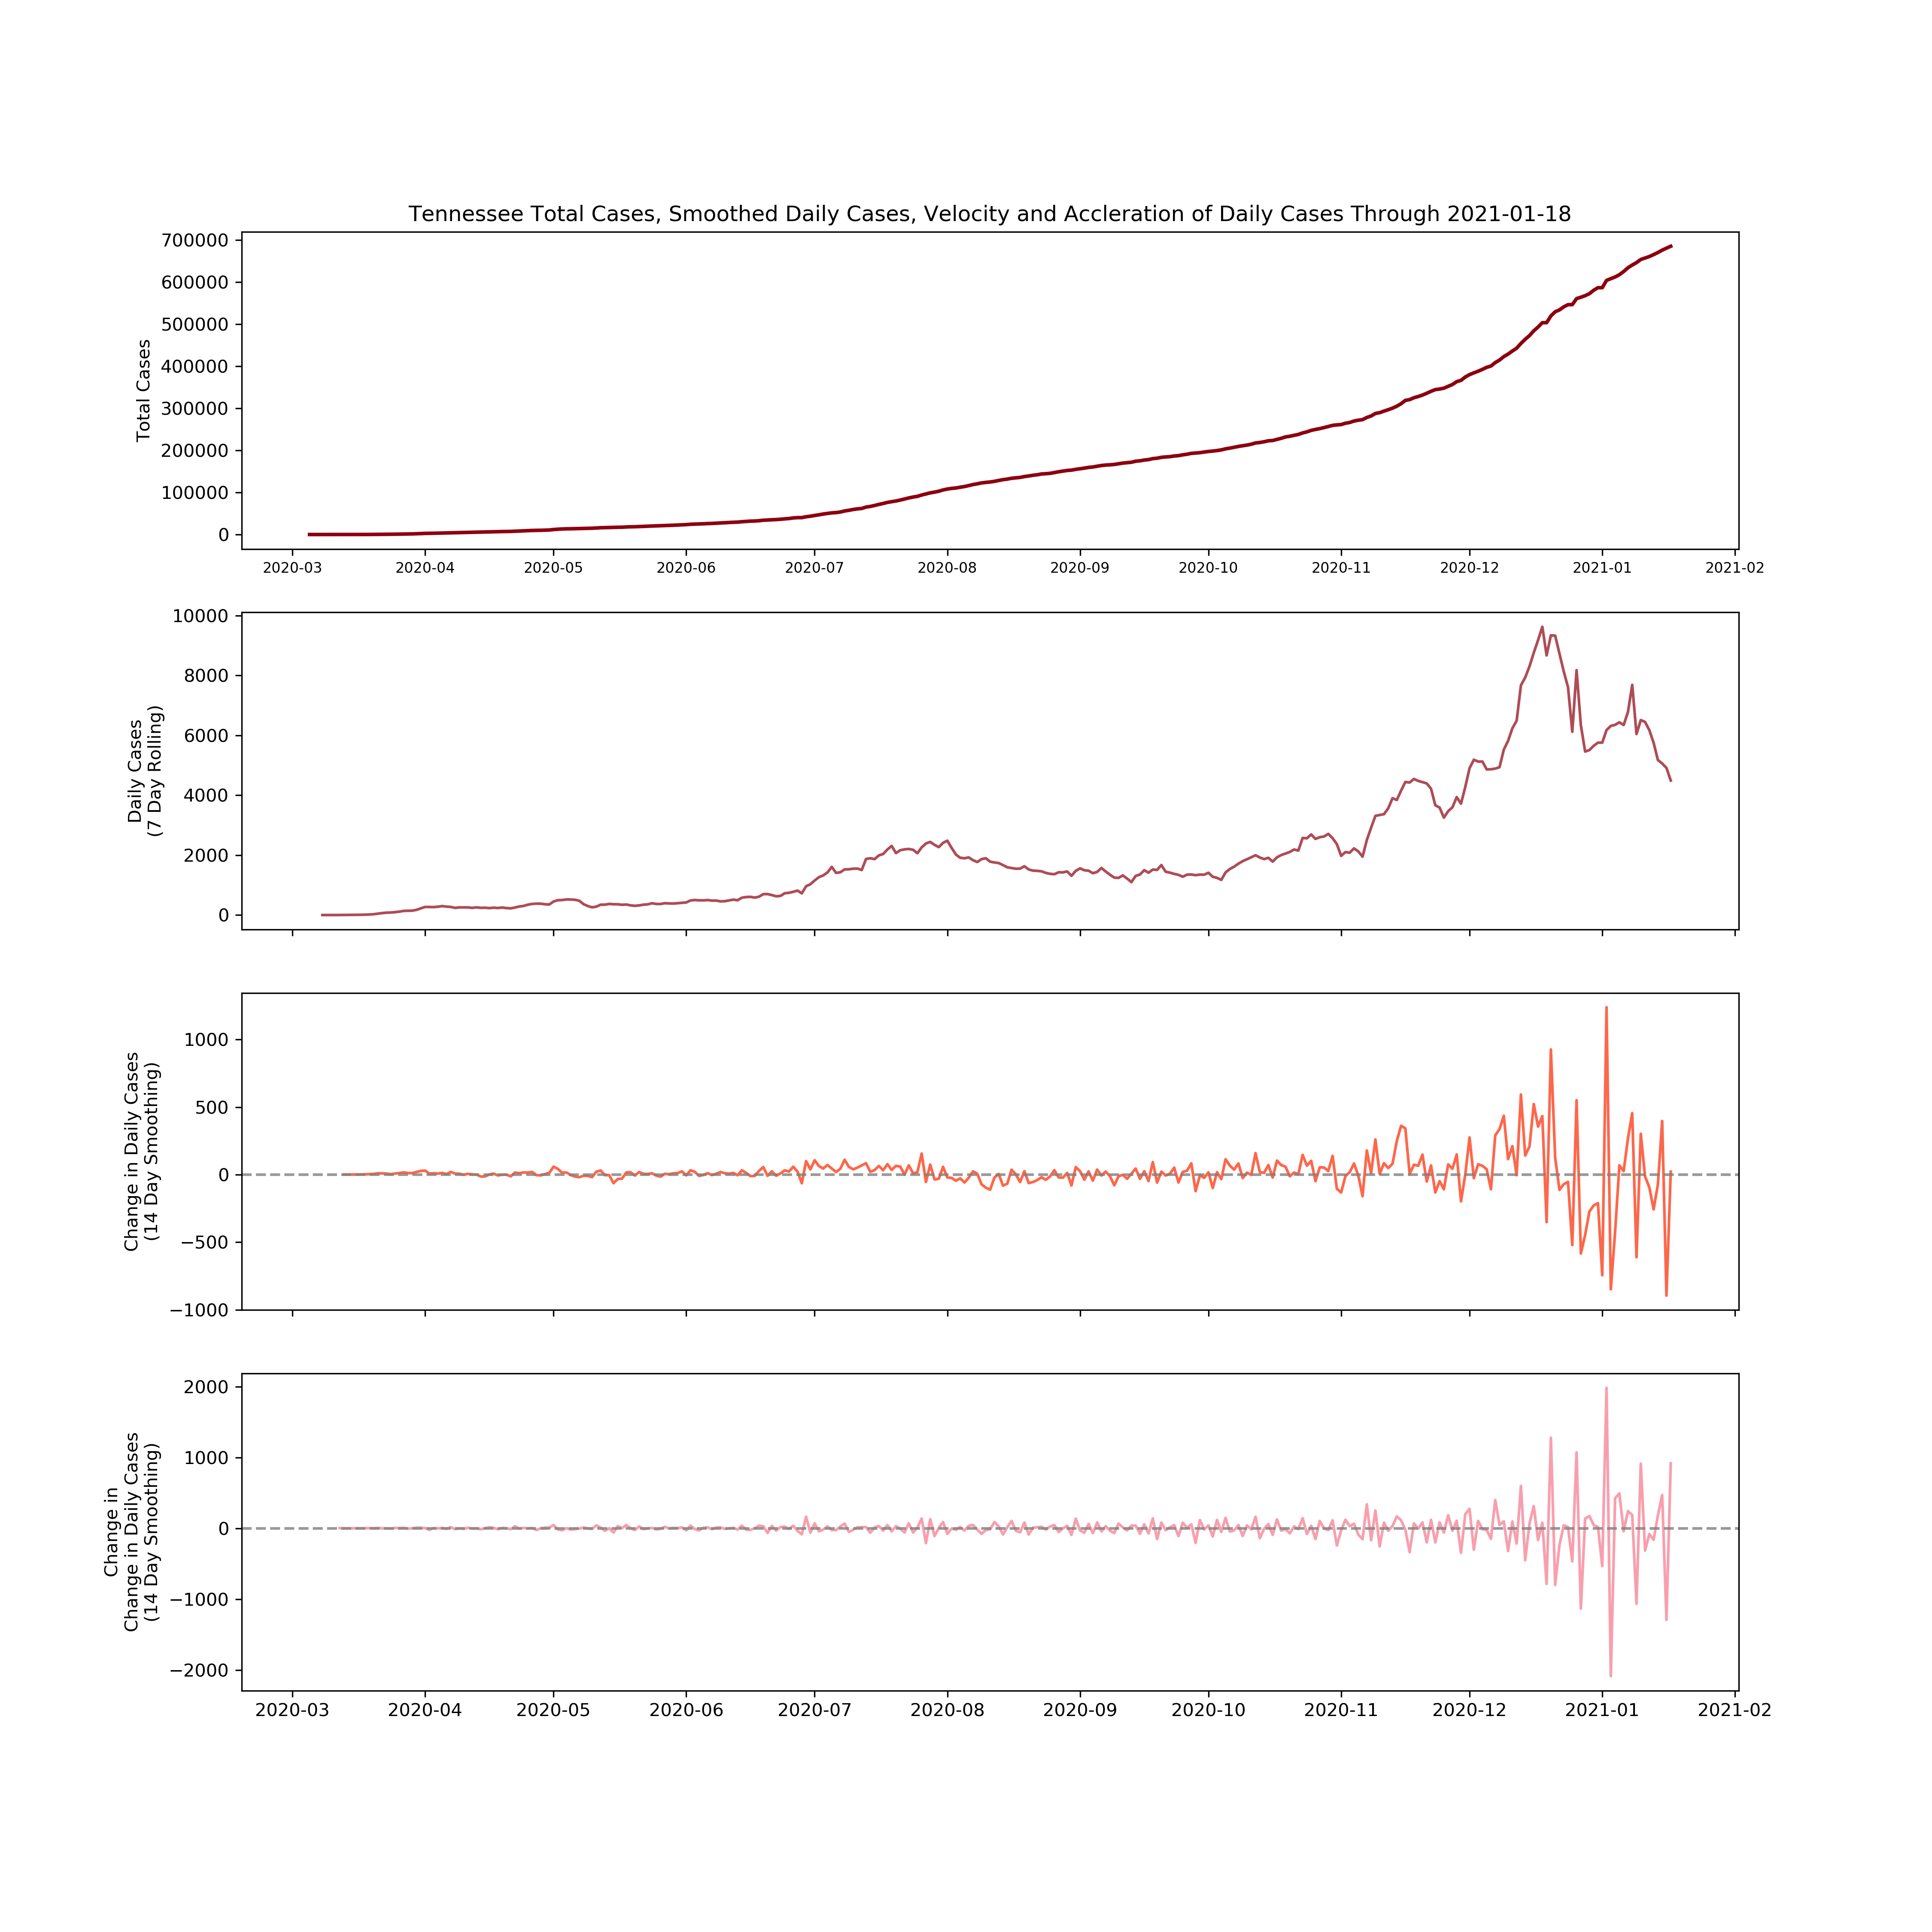 Tennessee Total Cases, Smoothed Daily Cases, Velocity and Accleration of Daily Cases Through 2021-01-18
Total Cases
700000
600000
500000
400000
300000
200000
100000
0
2020-03 2020-04 2020-05 2020-06 2020-07 2020-08 2020-09 2020-10 2020-11 2020-12 2021-01 2021-02
Daily Cases
(7 Day Rolling)
10000
8000
6000
4000
2000
0
Change in Daily Cases
(14 Day Smoothing)
1000
500
0
−500
−1000
Change in
Change in Daily Cases
(14 Day Smoothing)
2000
1000
0
−1000
−2000
2020-03 2020-04 2020-05 2020-06 2020-07 2020-08 2020-09 2020-10 2020-11 2020-12 2021-01 2021-02